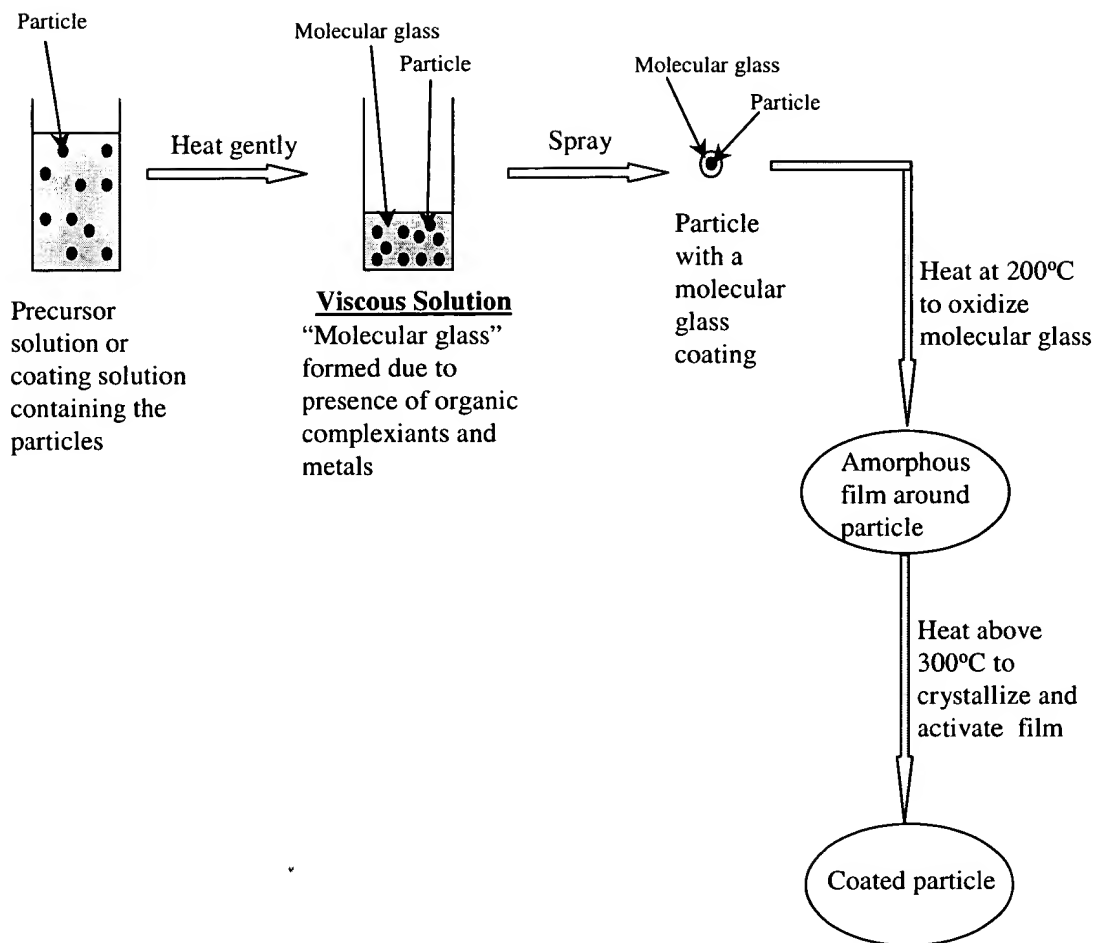 Particle
Molecular glass
Particle
Molecular glass
Particle
Heat gently
Spray
Precursor
solution or
coating solution
containing the
particles
Viscous Solution
“Molecular glass”
formed due to
presence of organic
complexiants and
metals
Particle
with a
molecular
glass
coating
Heat at 200ºC
to oxidize
molecular glass
Amorphous
film around
particle
Heat above
300ºC to
crystallize and
activate film
Coated particle